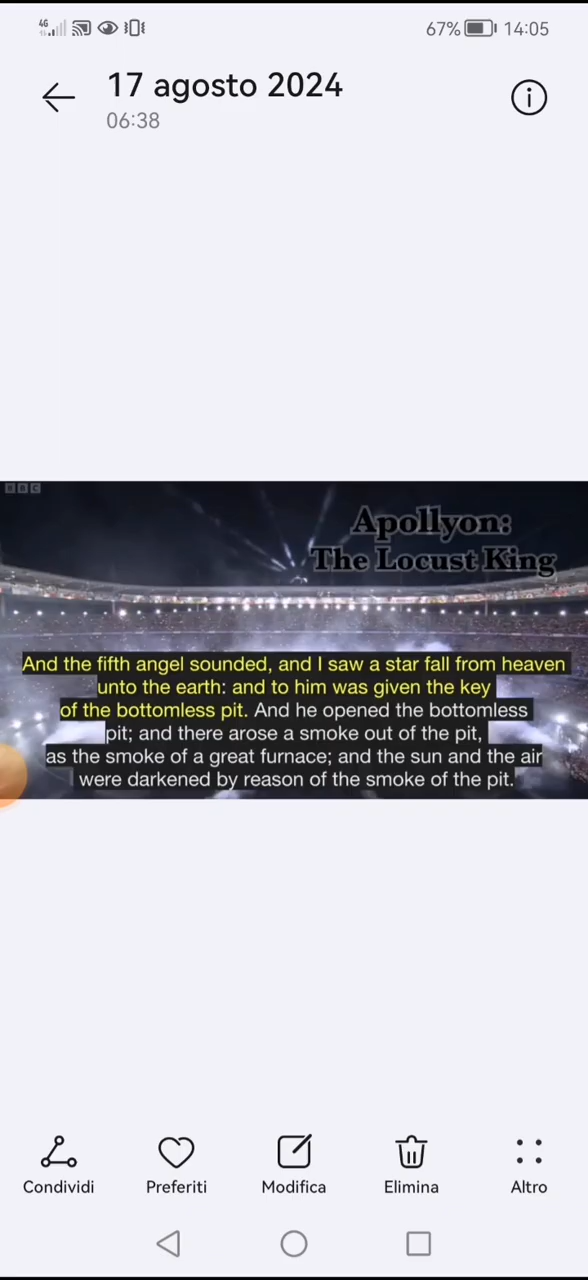 4G
67% 14:05
17 agosto 2024
06:38
BBC
Apollyon:
The Locust King
And the fifth angel sounded, and I saw a star fall from heaven
unto the earth: and to him was given the key
of the bottomless pit. And he opened the bottomless
pit; and there arose a smoke out of the pit,
as the smoke of a great furnace; and the sun and the air
were darkened by reason of the smoke of the pit.
Condividi Preferiti Modifica Elimina Altro